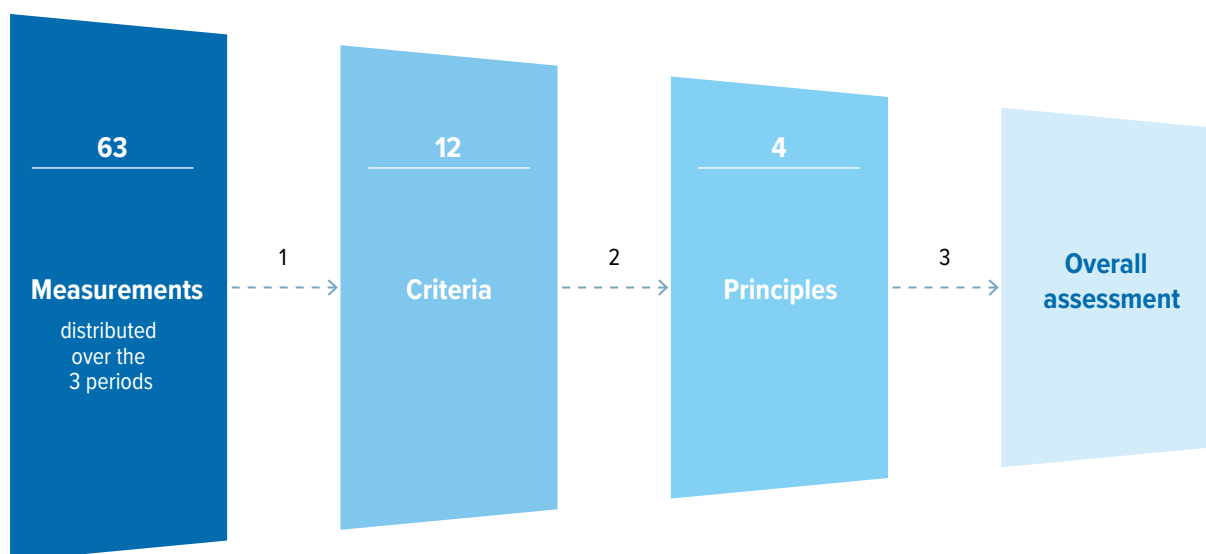 63
Measurements
distributed
over the
3 periods
1
12
Criteria
2
4
Principles
3
Overall
assessment